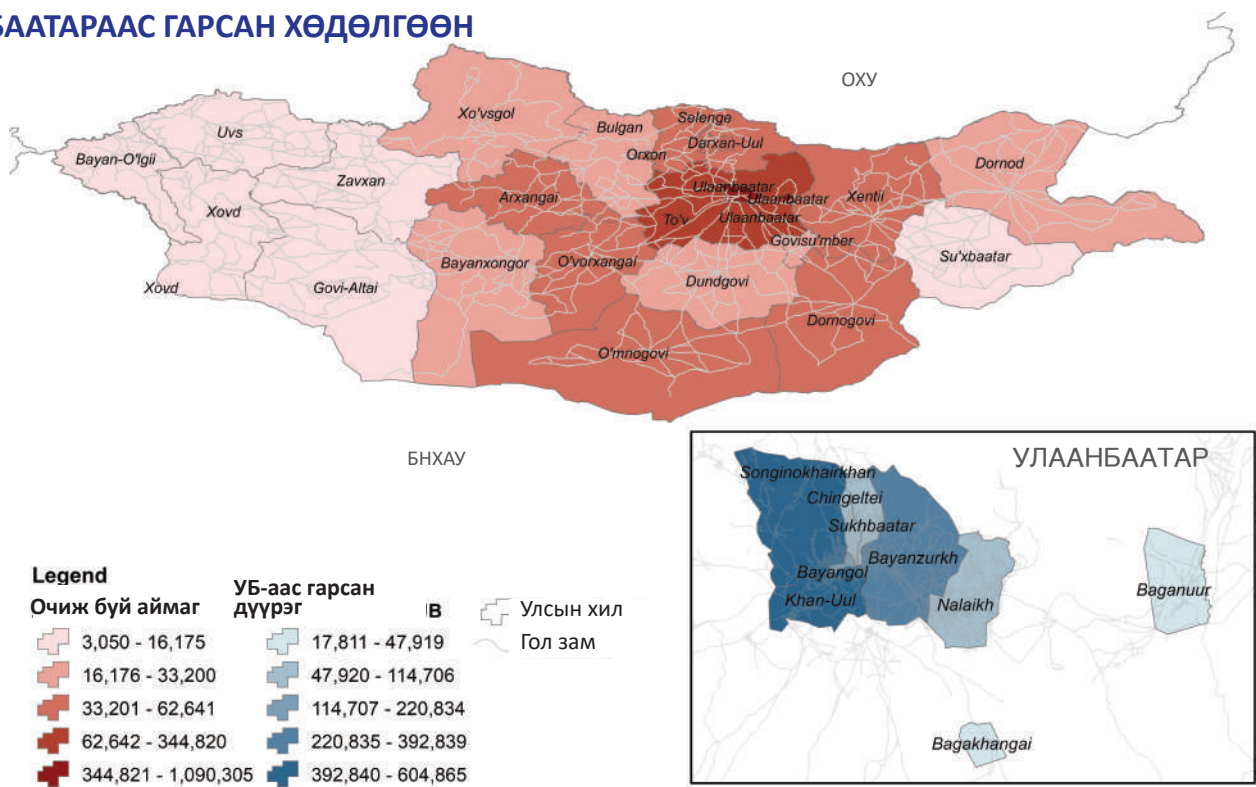 БААТАРААС ГАРСАН ХӨДӨЛГӨӨН
ОХУ
Xo'vsgol
Selenge
Bulgan
Darxan-Uul
Uvs
Orxon
Bayan-O'lgii
Dornod
Zavxan
Ulaanbaatar
Arxangai
Ulaanbaatar
Xentii
Xovd
To'v
Ulaanbaatar
Govisu'mber
Su'xbaatar
Bayanxongor
O'vorxangai
Dundgovi
Xovd
Govi-Altai
Dornogovi
O'mnogovi
БНХАУ
УЛААНБААТАР
Songinokhairkhan
Chingeltei
Sukhbaatar
Bayanzurkh
Bayangol
Khan-Uul
Nalaikh
Baganuur
Bagakhangai
Legend
Очиж буй аймаг
3,050 - 16,175
16,176 - 33,200
33,201 - 62,641
62,642 - 344,820
344,821 - 1,090,305
УБ-аас гарсан
дүүрэг
В
17,811 - 47,919
47,920 - 114,706
114,707 - 220,834
220,835 - 392,839
392,840 - 604,865
Улсын хил
Гол зам